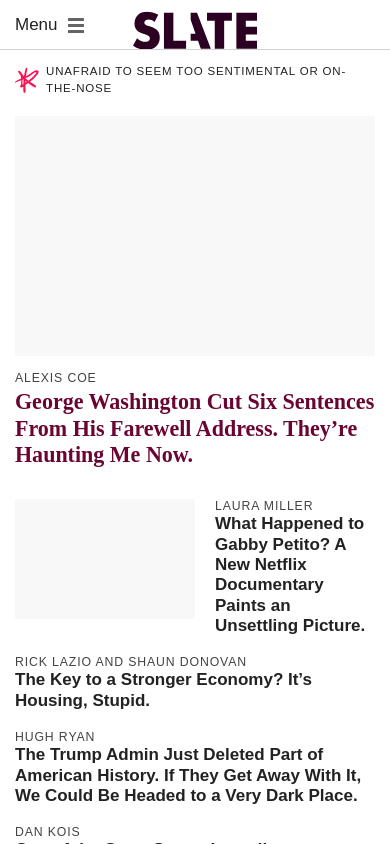 Menu
SLATE
UNAFRAID TO SEEM TOO SENTIMENTAL OR ON-
THE-NOSE
ALEXIS COE
George Washington Cut Six Sentences
From His Farewell Address. They’re
Haunting Me Now.
LAURA MILLER
What Happened to
Gabby Petito? A
New Netflix
Documentary
Paints an
Unsettling Picture.
RICK LAZIO AND SHAUN DONOVAN
The Key to a Stronger Economy? It’s
Housing, Stupid.
HUGH RYAN
The Trump Admin Just Deleted Part of
American History. If They Get Away With It,
We Could Be Headed to a Very Dark Place.
DAN KOIS